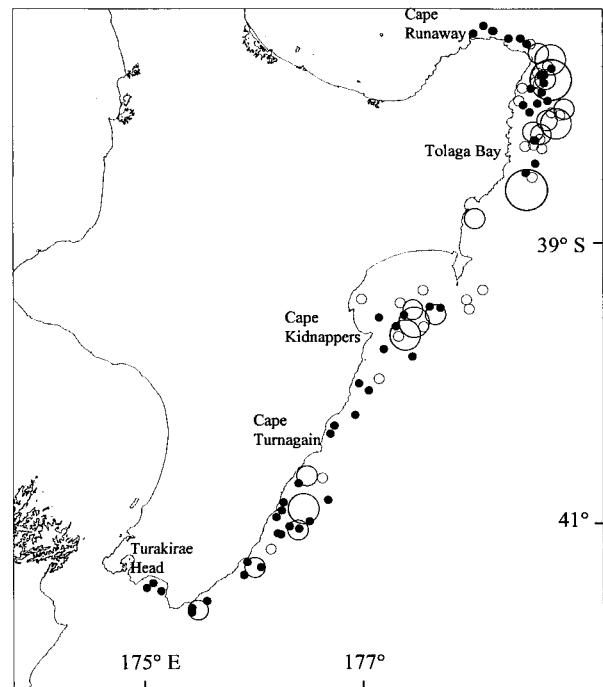 Cape
Runaway
Tolaga Bay
39° S
Cape
Kidnappers
Cape
Turnagain
41°
Turakirae
Head
175° E
177°